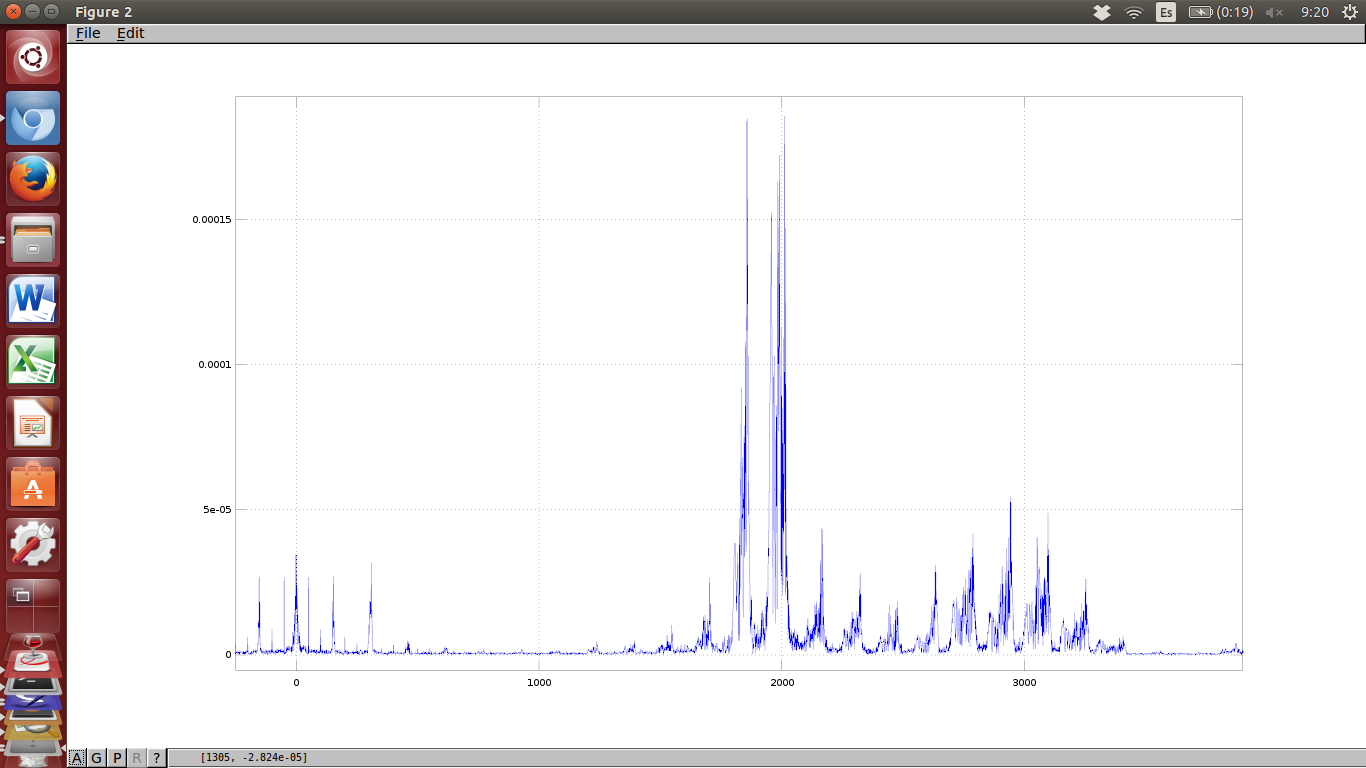 Figure 2
Es
(0:19)
9:20
File Edit
0.00015
0.0001
5e-05
0
0 1000 2000 3000
A G P R ? [1305, -2.824e-05]